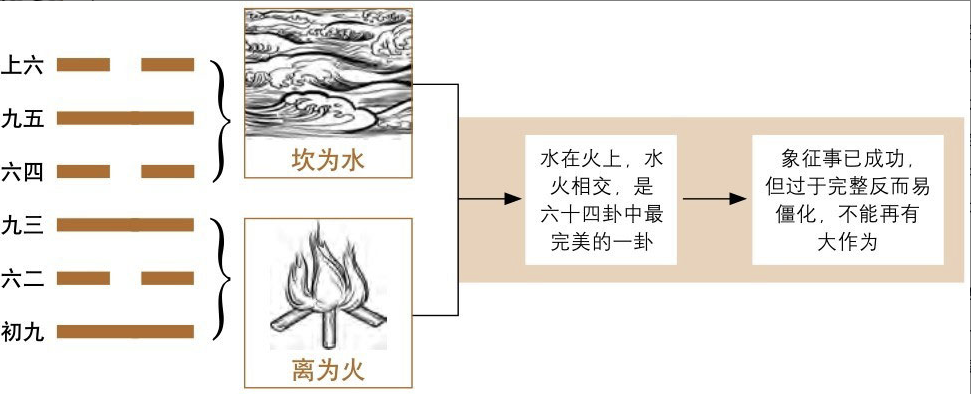 上六
九五
六四
九三
六二
初九
坎为水
离为火
水在火上，水
火相交，是
六十四卦中最
完美的一卦
象征事已成功，
但过于完整反而易
僵化，不能再有
大作为